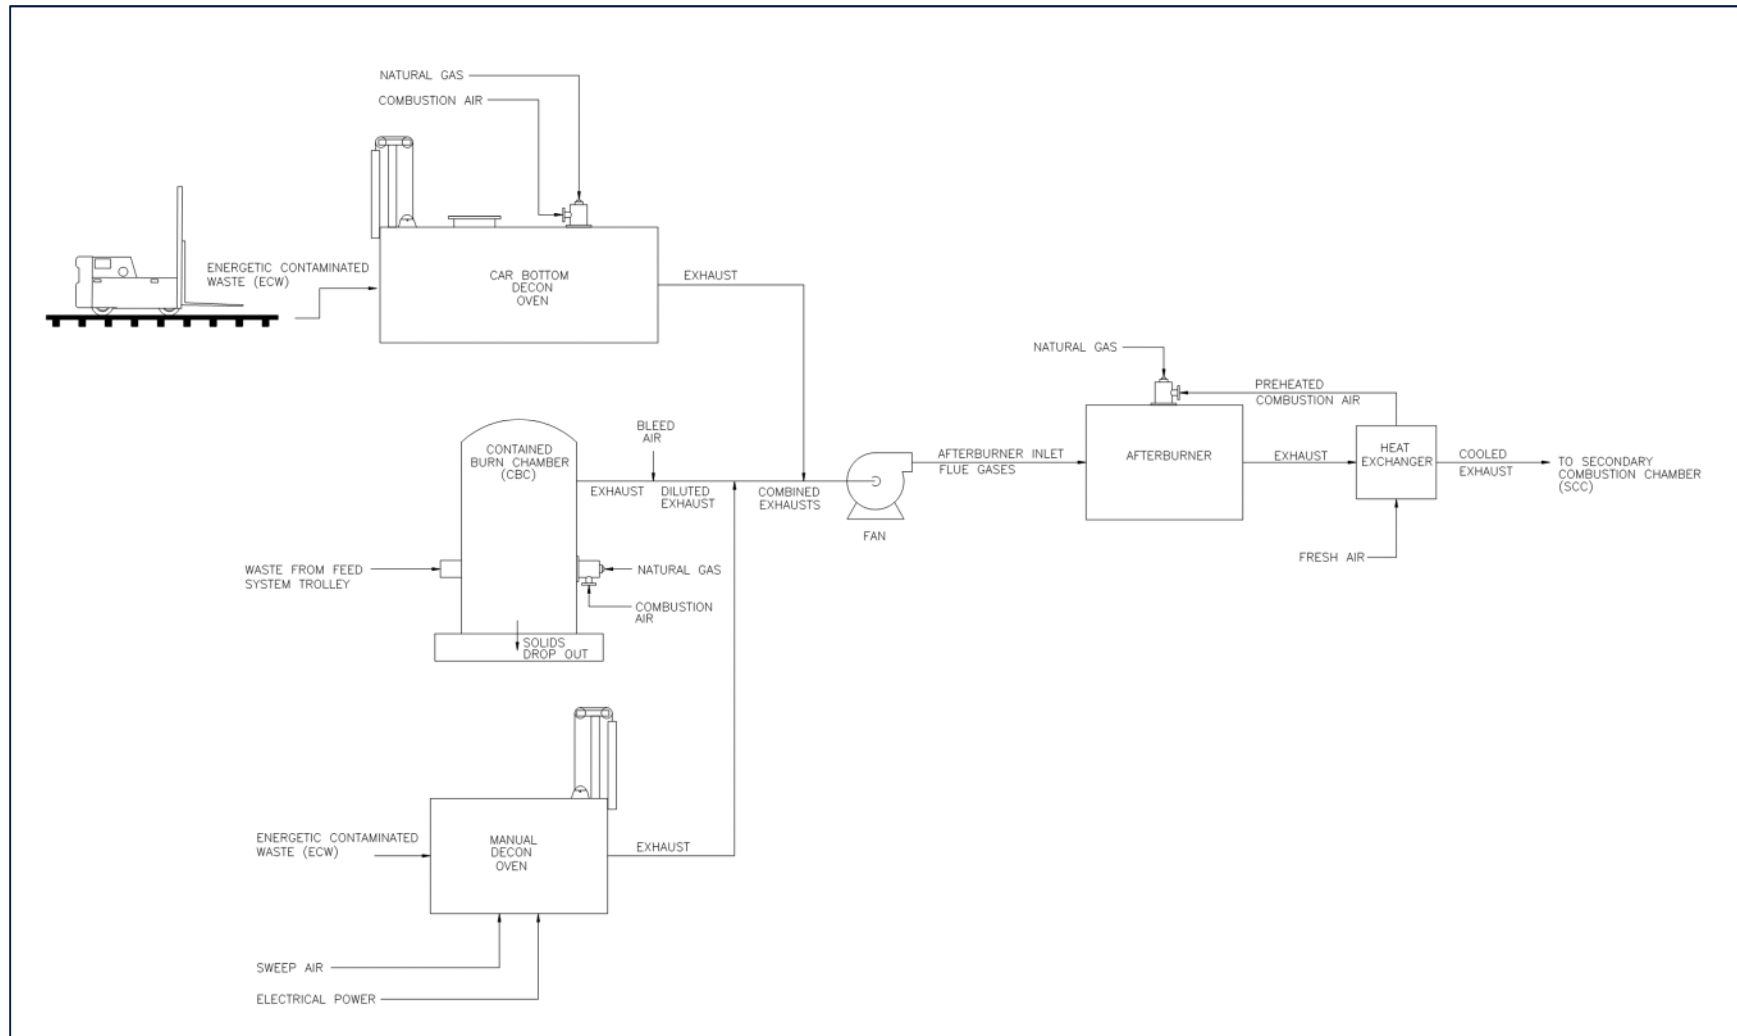 NATURAL GAS
COMBUSTION AIR
ENERGETIC CONTAMINATED
WASTE (ECW)
CAR BOTTOM
DECON
OVEN
EXHAUST
NATURAL GAS
PREHEATED
COMBUSTION AIR
CONTAINED
BURN CHAMBER
(CBC)
BLEED
AIR
EXHAUST
DILUTED
EXHAUST
COMBINED
EXHAUSTS
FAN
AFTERBURNER INLET
FLUE GASES
AFTERBURNER
EXHAUST
HEAT
EXCHANGER
COOLED
EXHAUST
TO SECONDARY
COMBUSTION CHAMBER
(SCC)
FRESH AIR
WASTE FROM FEED
SYSTEM TROLLEY
NATURAL GAS
COMBUSTION
AIR
SOLIDS
DROP OUT
ENERGETIC CONTAMINATED
WASTE (ECW)
MANUAL
DECON
OVEN
EXHAUST
SWEEP AIR
ELECTRICAL POWER